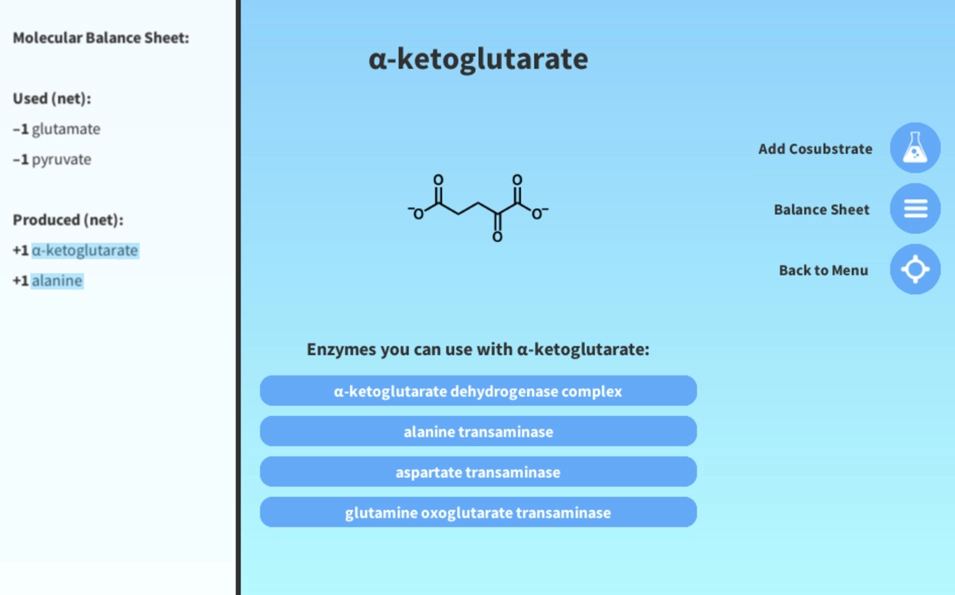 Molecular Balance Sheet:
Used (net):
–1 glutamate
–1 pyruvate
Produced (net):
+1 α-ketoglutarate
+1 alanine
α-ketoglutarate
O
O
⁻O
O⁻
O
Add Cosubstrate
Balance Sheet
Back to Menu
Enzymes you can use with α-ketoglutarate:
α-ketoglutarate dehydrogenase complex
alanine transaminase
aspartate transaminase
glutamine oxoglutarate transaminase